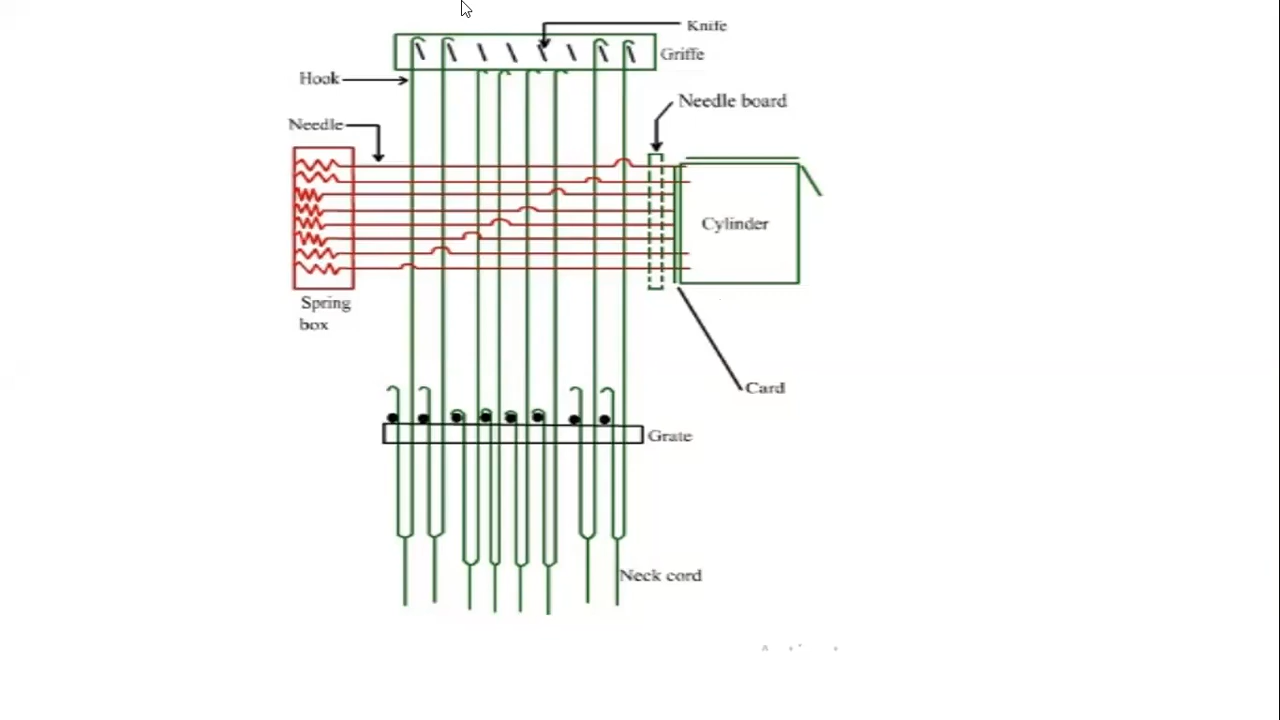 Knife
Griffe
Hook
Needle board
Needle
Cylinder
Spring
box
Card
Grate
Neck cord